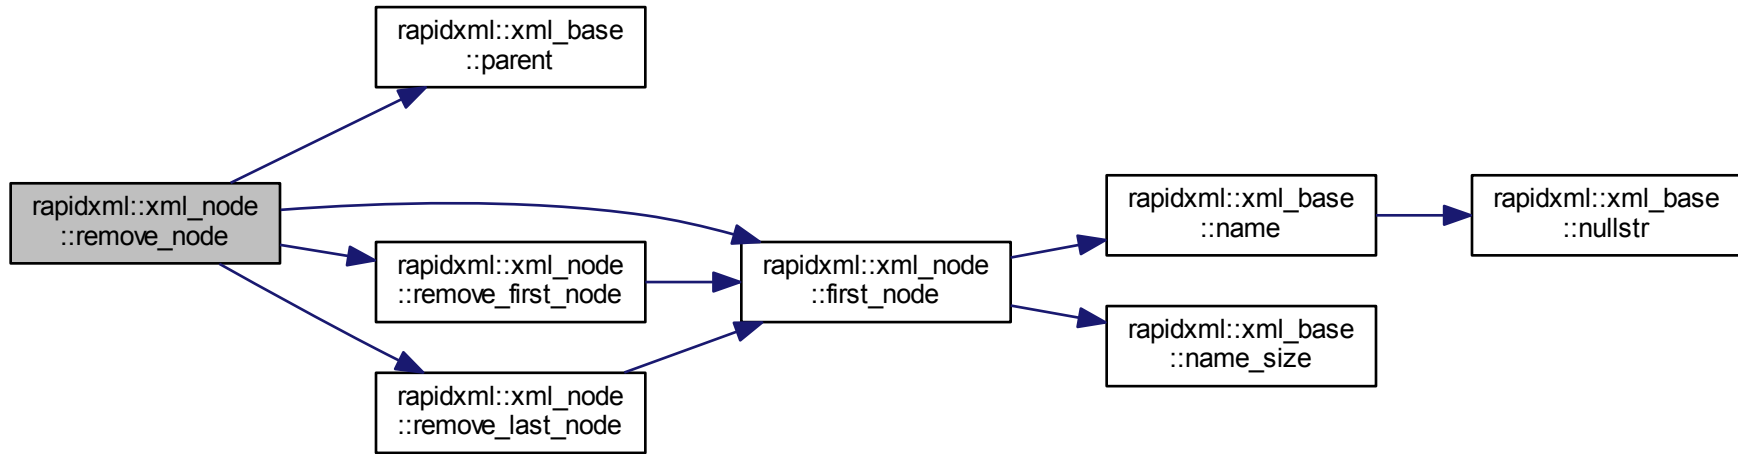 rapidxml::xml_base
::parent
rapidxml::xml_node
::remove_node
rapidxml::xml_node
::remove_first_node
rapidxml::xml_node
::remove_last_node
rapidxml::xml_node
::first_node
rapidxml::xml_base
::name
rapidxml::xml_base
::name_size
rapidxml::xml_base
::nullstr